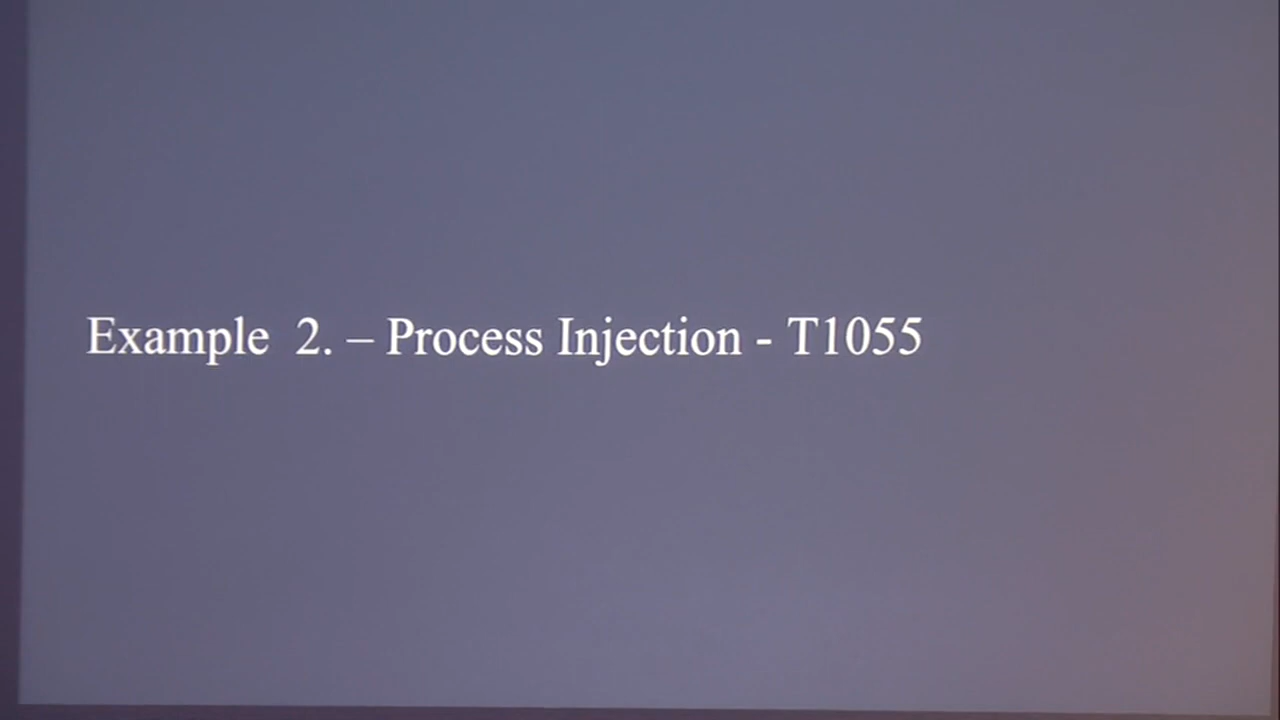 Example  2. – Process Injection - T1055